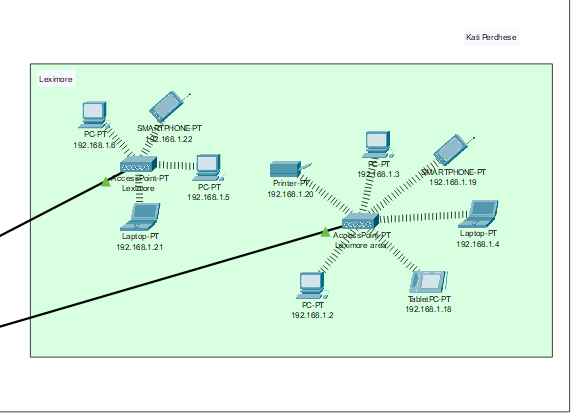 Kati Perdhese
Leximore
PC-PT
192.168.1.6
SMARTPHONE-PT
192.168.1.22
AccessPoint-PT
Leximore
PC-PT
192.168.1.5
Laptop-PT
192.168.1.21
Printer-PT
192.168.1.20
PC-PT
192.168.1.3
SMARTPHONE-PT
192.168.1.19
AccessPoint-PT
Leximore area
Laptop-PT
192.168.1.4
PC-PT
192.168.1.2
TabletPC-PT
192.168.1.18